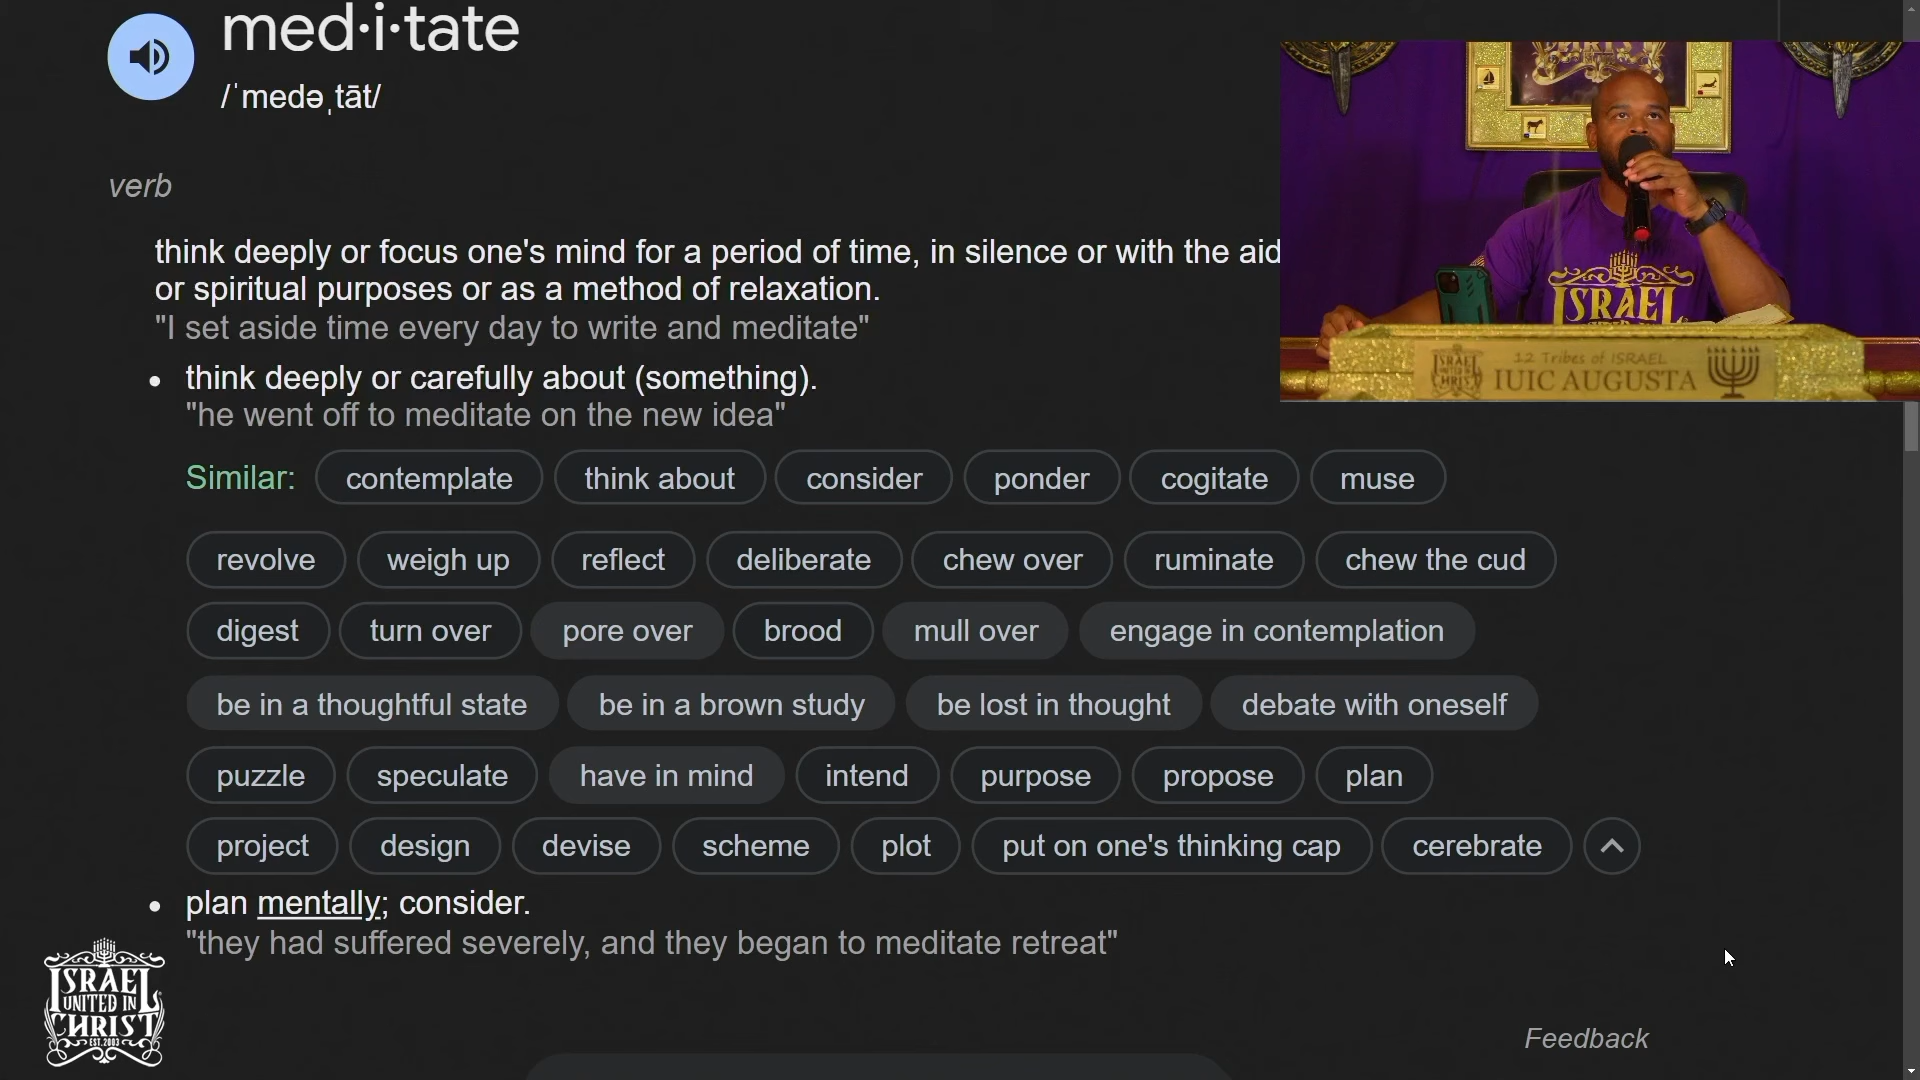 med·i·tate
/ˈmedəˌtāt/
verb
think deeply or focus one's mind for a period of time, in silence or with the aid
or spiritual purposes or as a method of relaxation.
"I set aside time every day to write and meditate"
think deeply or carefully about (something).
"he went off to meditate on the new idea"
Similar: contemplate think about consider ponder cogitate muse
revolve weigh up reflect deliberate chew over ruminate chew the cud
digest turn over pore over brood mull over engage in contemplation
be in a thoughtful state be in a brown study be lost in thought debate with oneself
puzzle speculate have in mind intend purpose propose plan
project design devise scheme plot put on one's thinking cap cerebrate
plan mentally; consider.
"they had suffered severely, and they began to meditate retreat"
Feedback
ISRAEL
UNITED IN
CHRIST
EST. 2003
CHRIST
ISRAEL
12 Tribes of ISRAEL
IUIC AUGUSTA